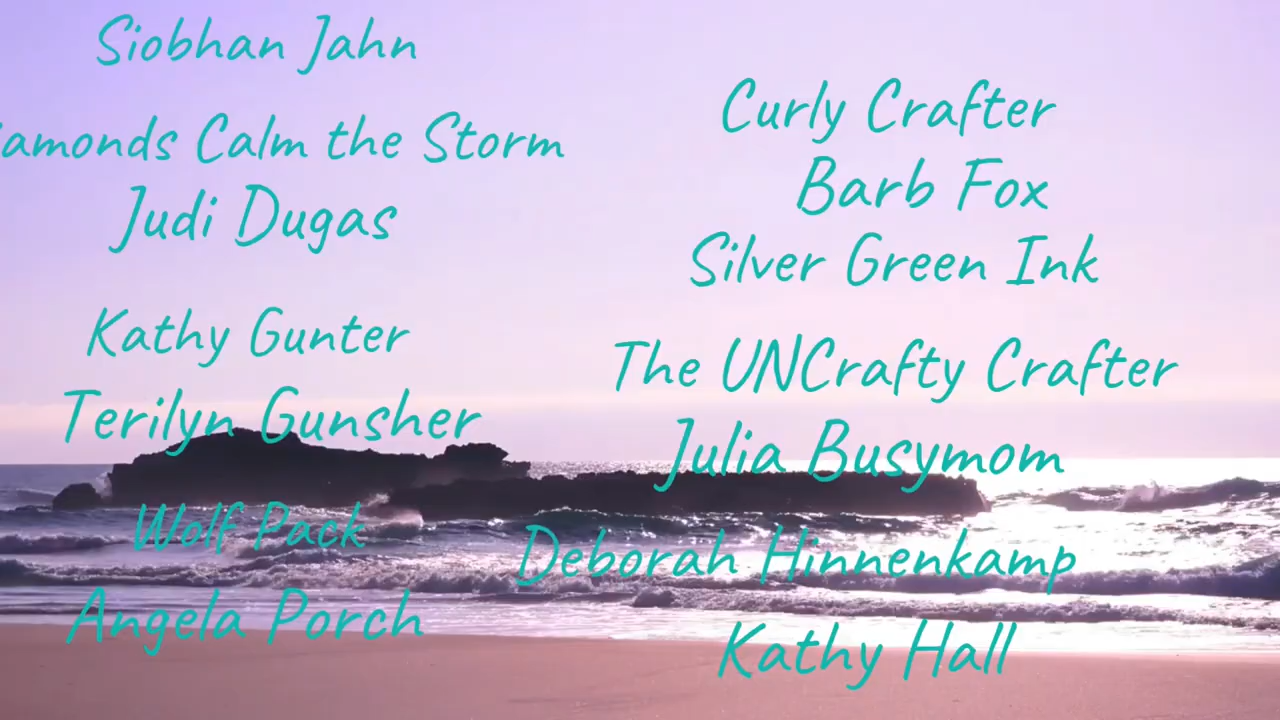 Siobhan Jahn
Calm the Storm
Judi Dugas
Kathy Gunter
Terilyn Gunsher
Wolf Pack
Angela Porch
Curly Crafter
Barb Fox
Silver Green Ink
The UNCrafty Crafter
Julia Busymom
Deborah Hinnenkamp
Kathy Hall